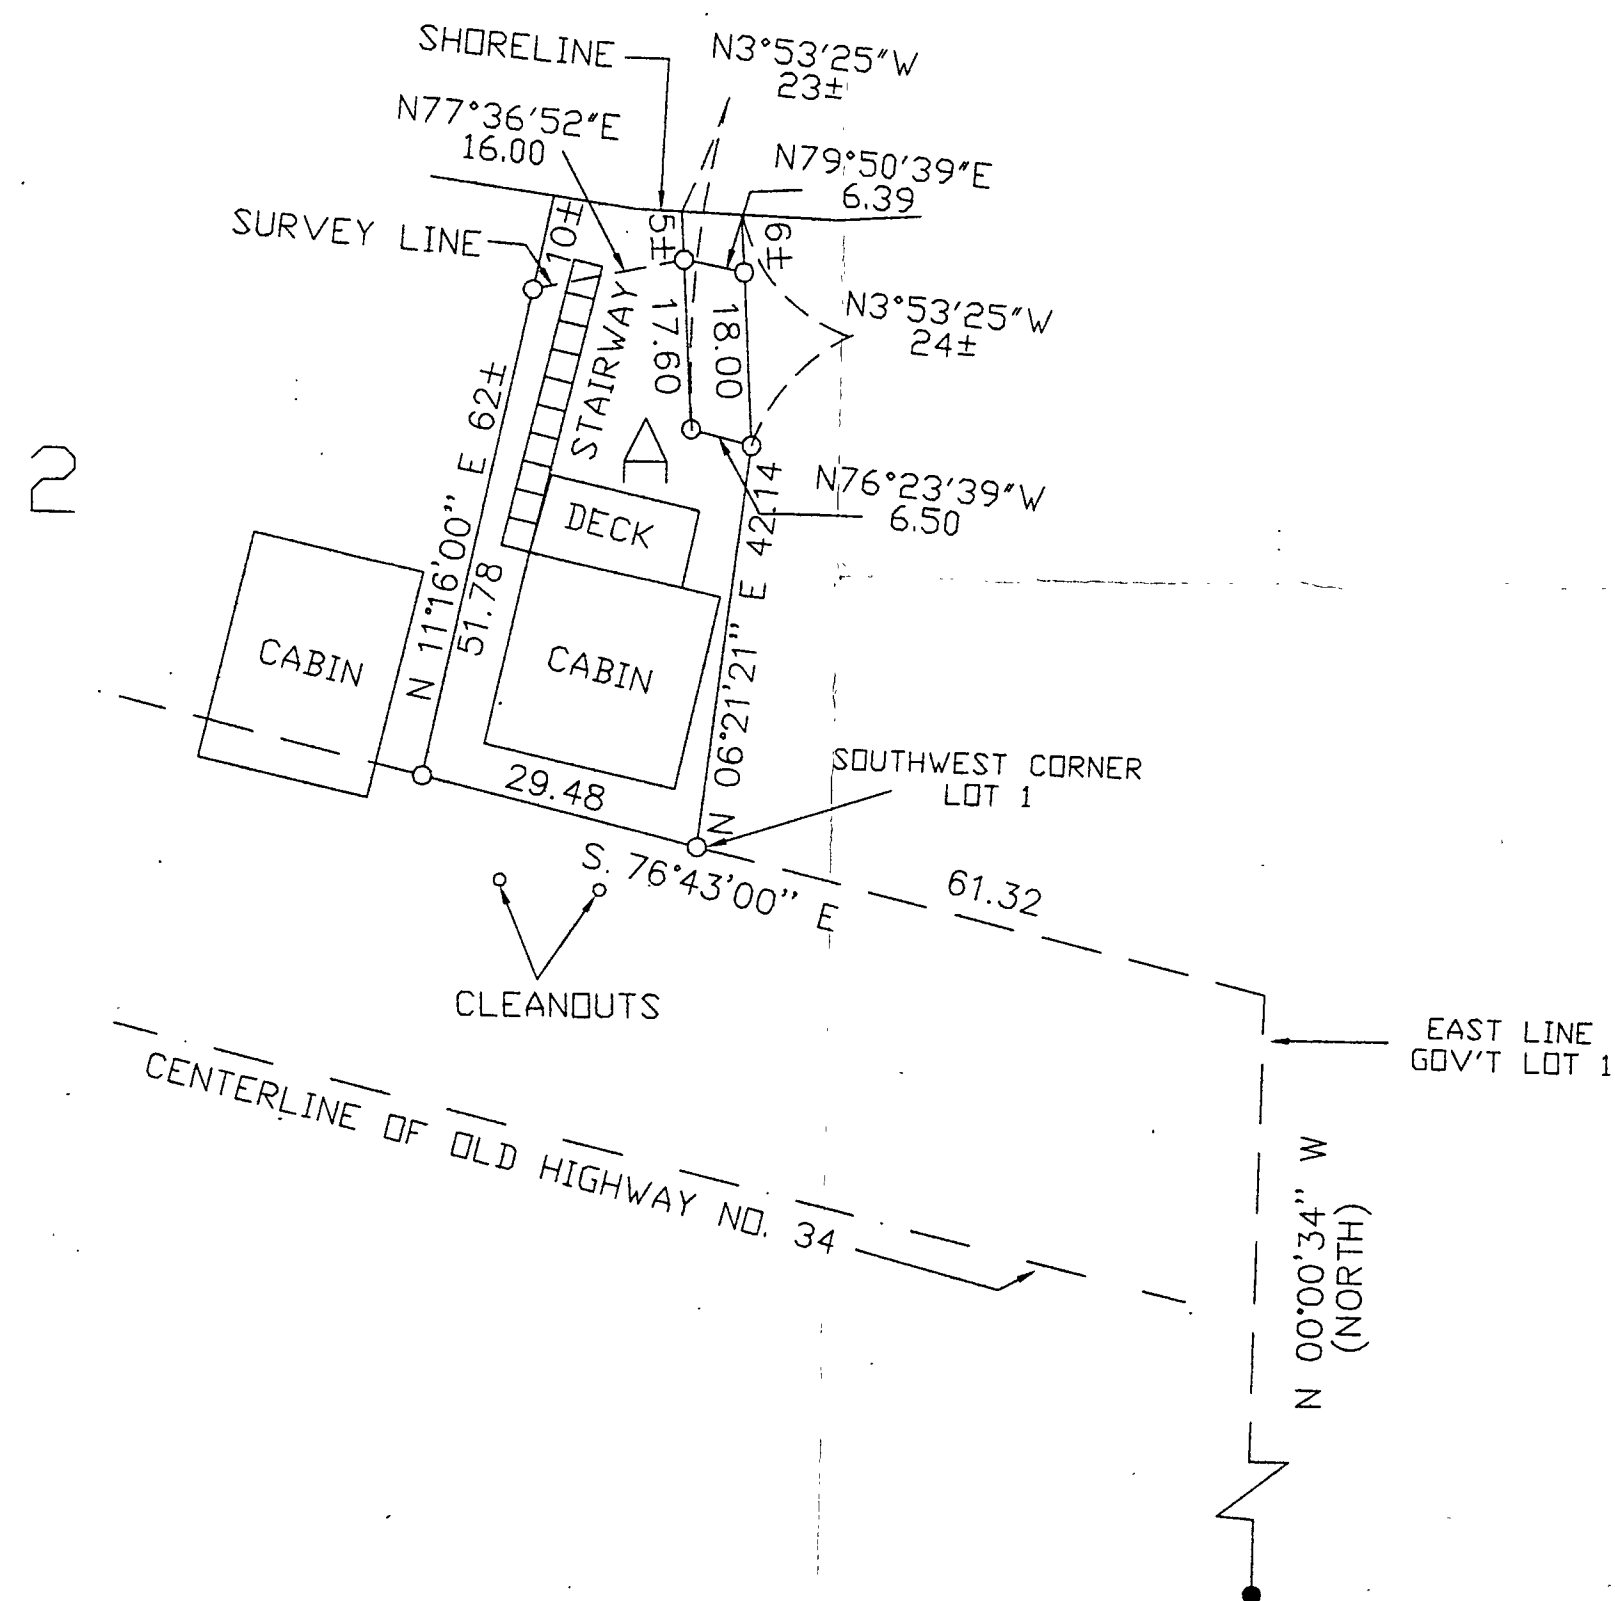 SHORELINE
N3°53'25"W
23±
N77°36'52"E
16.00
N79°50'39"E
6.39
SURVEY LINE
10±
5±
6±
STAIRWAY
17.60
18.00
N3°53'25"W
24±
N 11°16'00" E 62±
51.78
2
A
N76°23'39"W
6.50
DECK
N 06°21'21" E 42.14
CABIN
CABIN
29.48
SOUTHWEST CORNER
LOT 1
S. 76°43'00" E
61.32
CLEANOUTS
EAST LINE
GOV'T LOT 1
CENTERLINE OF OLD HIGHWAY NO. 34
N 00°00'34" W
(NORTH)